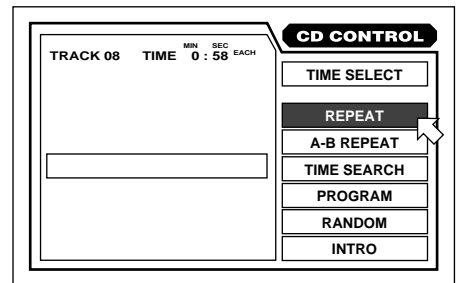 CD CONTROL
TRACK 08 TIME MIN 0 : SEC 58 EACH
TIME SELECT
REPEAT
A-B REPEAT
TIME SEARCH
PROGRAM
RANDOM
INTRO